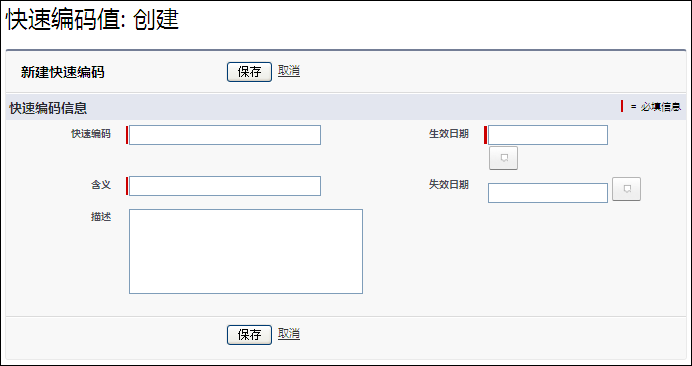 快速编码值: 创建
新建快速编码 保存 取消
快速编码信息 = 必填信息
快速编码 生效日期
含义 失效日期
描述
保存 取消